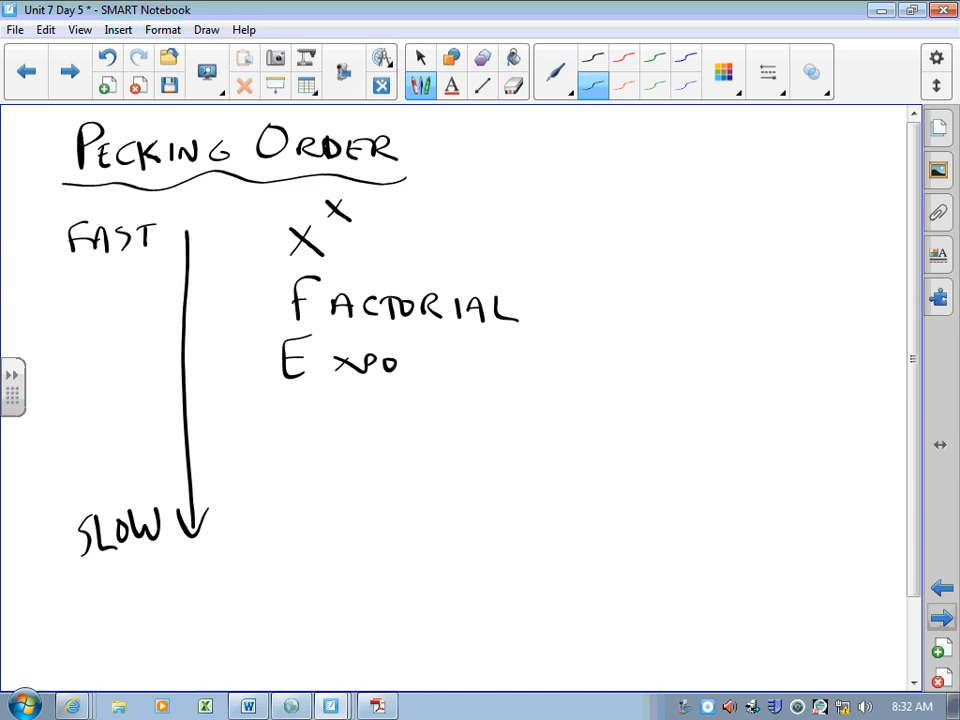 Unit 7 Day 5 * - SMART Notebook
File Edit View Insert Format Draw Help
PECKING ORDER
FAST
X^X
FACTORIAL
EXPO
SLOW
8:32 AM